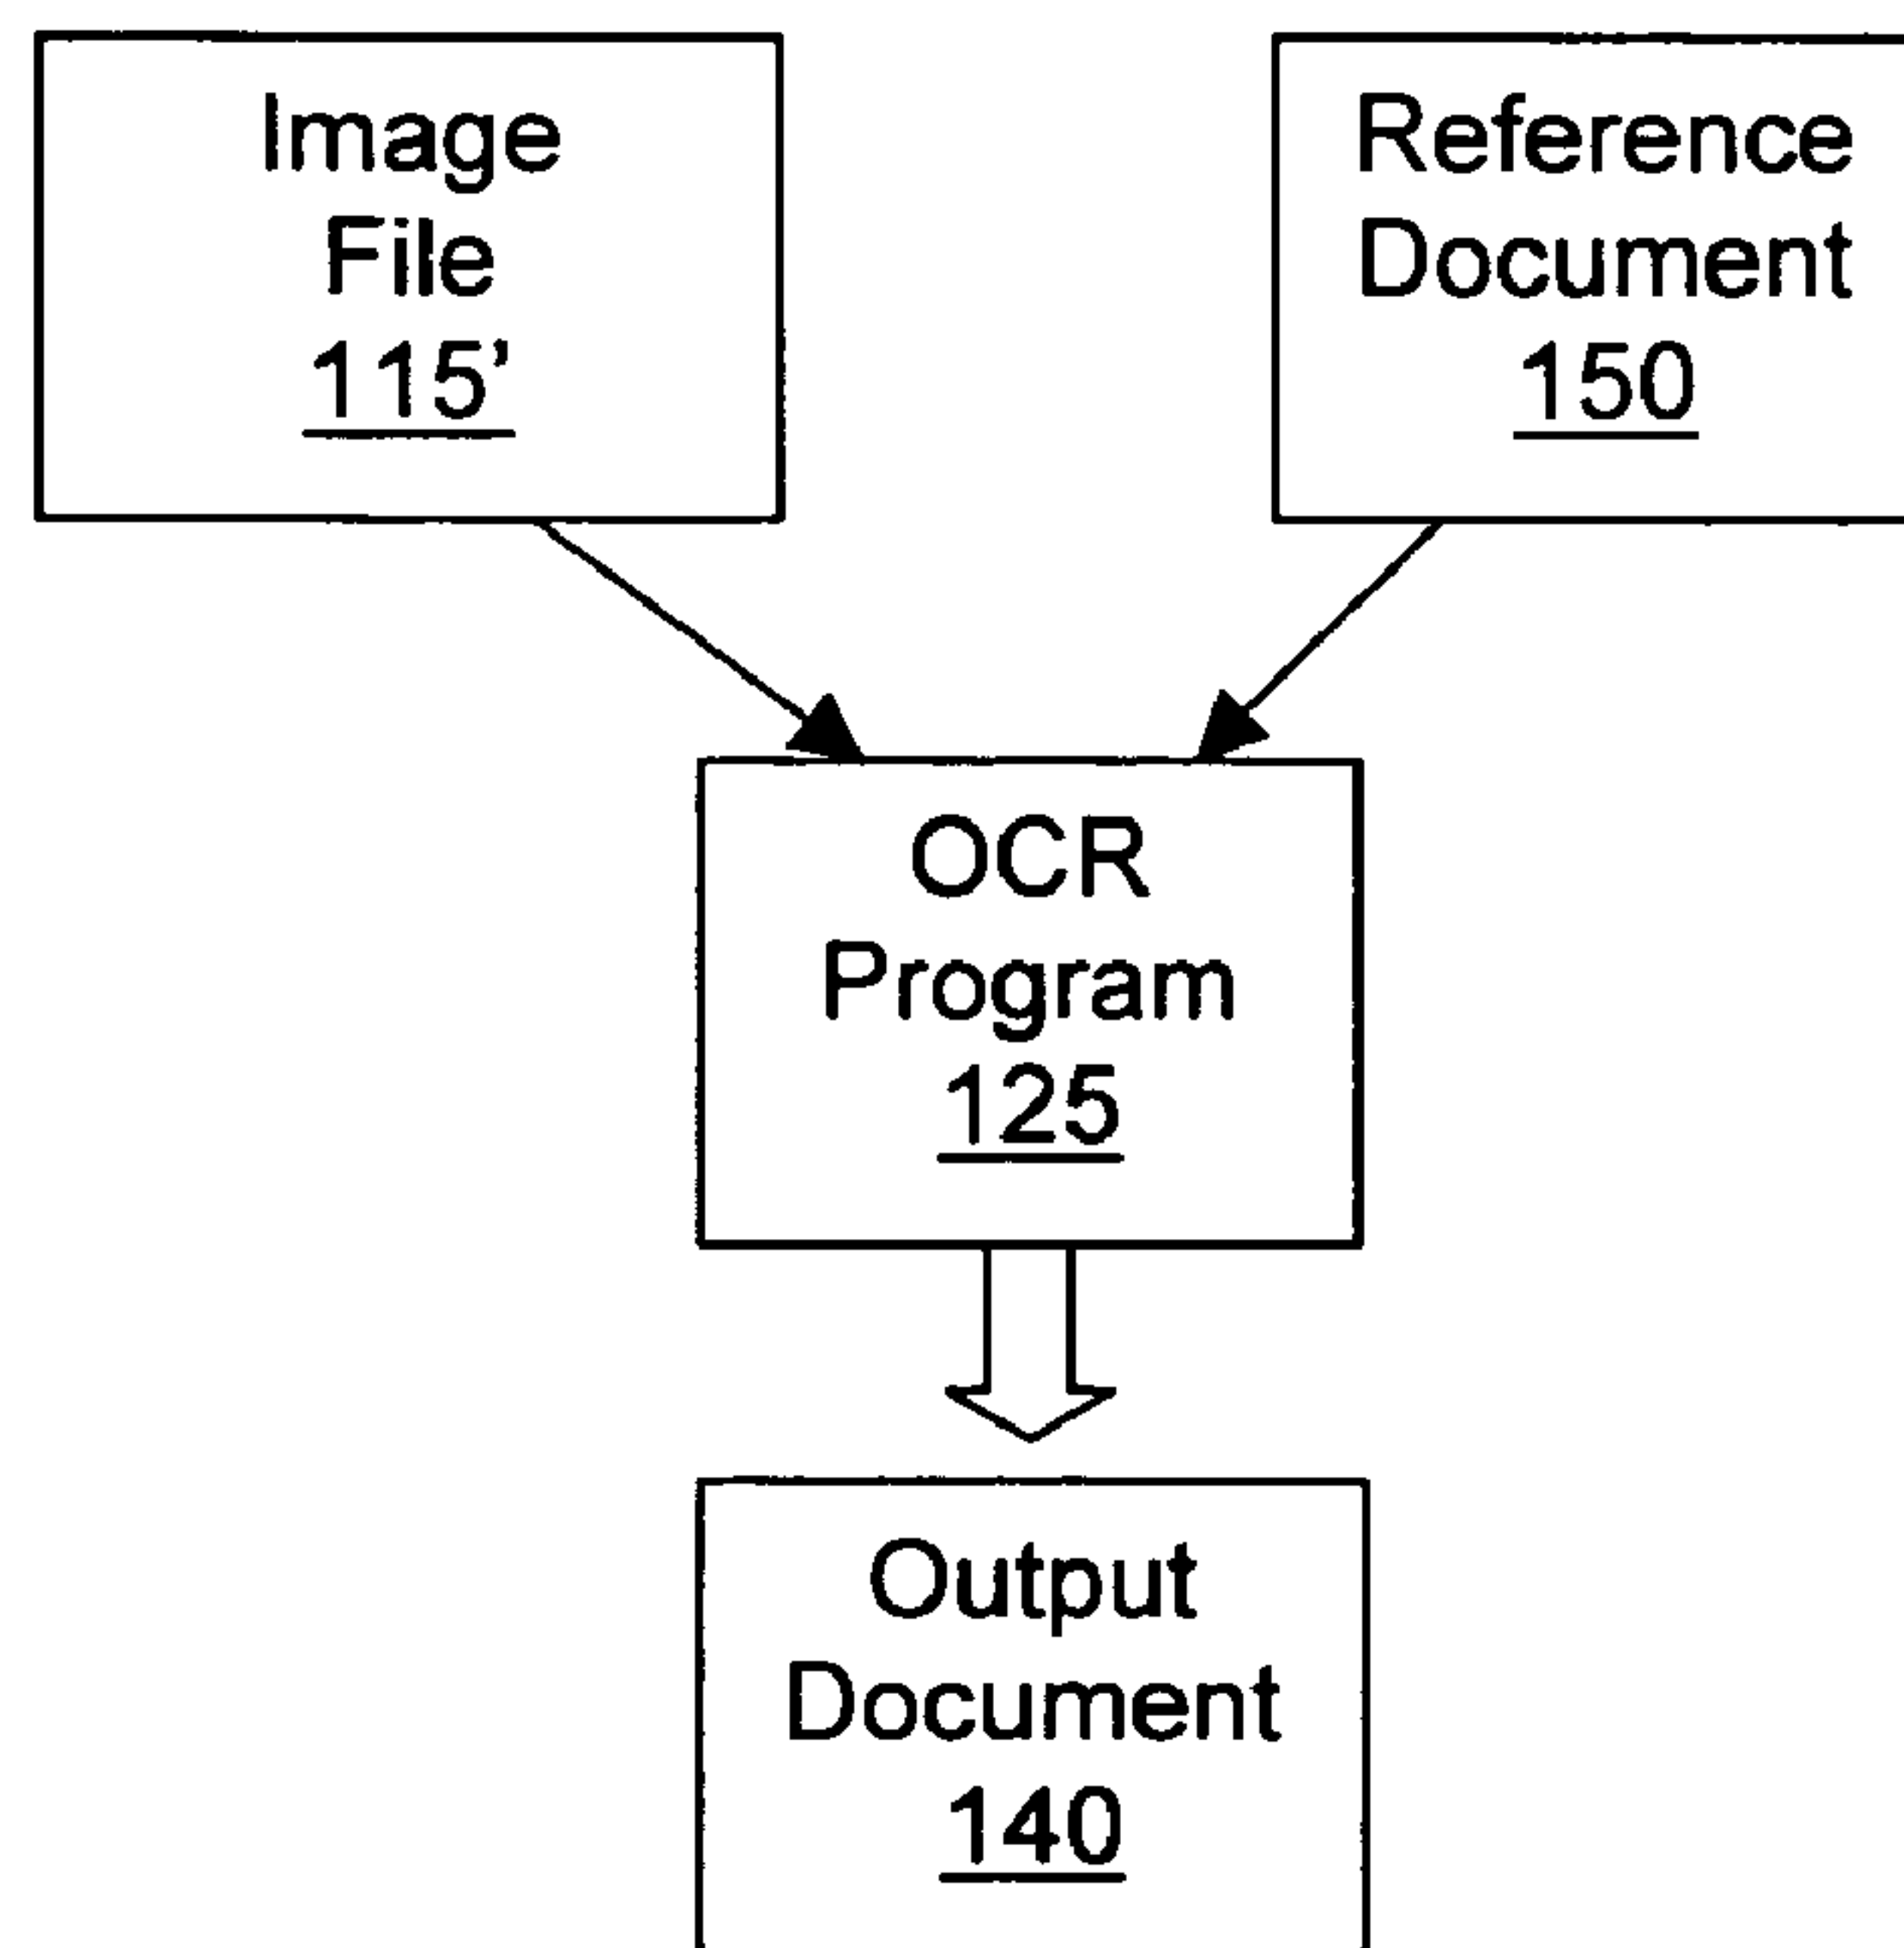 Image
File
115'
Reference
Document
150
OCR
Program
125
Output
Document
140